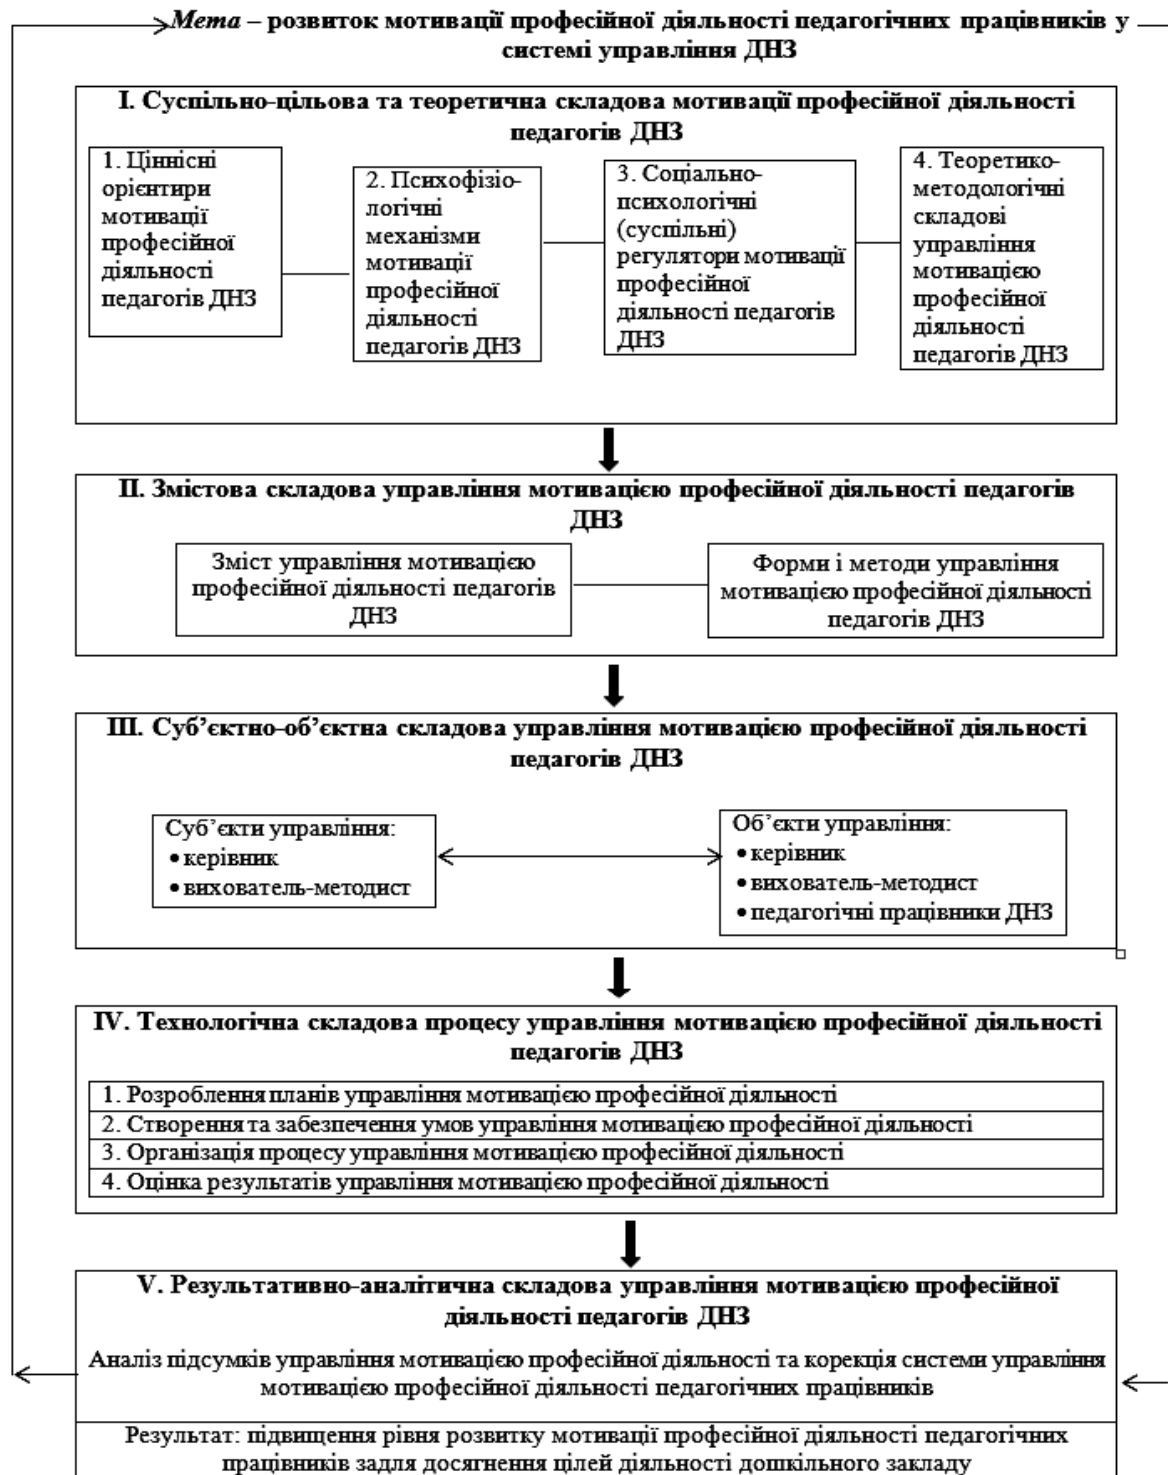 Мета – розвиток мотивації професійної діяльності педагогічних працівників у
системі управління ДНЗ
І. Суспільно-цільова та теоретична складова мотивації професійної діяльності
педагогів ДНЗ
1. Ціннісні
орієнтири
мотивації
професійної
діяльності
педагогів ДНЗ
2. Психофізіо-
логічні
механізми
мотивації
професійної
діяльності
педагогів ДНЗ
3. Соціально-
психологічні
(суспільні)
регулятори мотивації
професійної
діяльності педагогів
ДНЗ
4. Теоретико-
методологічні
складові
управління
мотивацією
професійної
діяльності
педагогів ДНЗ
ІІ. Змістова складова управління мотивацією професійної діяльності педагогів
ДНЗ
Зміст управління мотивацією
професійної діяльності педагогів
ДНЗ
Форми і методи управління
мотивацією професійної діяльності
педагогів ДНЗ
ІІІ. Суб’єктно-об’єктна складова управління мотивацією професійної діяльності
педагогів ДНЗ
Суб’єкти управління:
• керівник
• вихователь-методист
Об’єкти управління:
• керівник
• вихователь-методист
• педагогічні працівники ДНЗ
IV. Технологічна складова процесу управління мотивацією професійної діяльності
педагогів ДНЗ
1. Розроблення планів управління мотивацією професійної діяльності
2. Створення та забезпечення умов управління мотивацією професійної діяльності
3. Організація процесу управління мотивацією професійної діяльності
4. Оцінка результатів управління мотивацією професійної діяльності
V. Результативно-аналітична складова управління мотивацією професійної
діяльності педагогів ДНЗ
Аналіз підсумків управління мотивацією професійної діяльності та корекція системи управління
мотивацією професійної діяльності педагогічних працівників
Результат: підвищення рівня розвитку мотивації професійної діяльності педагогічних
працівників задля досягнення цілей діяльності дошкільного закладу